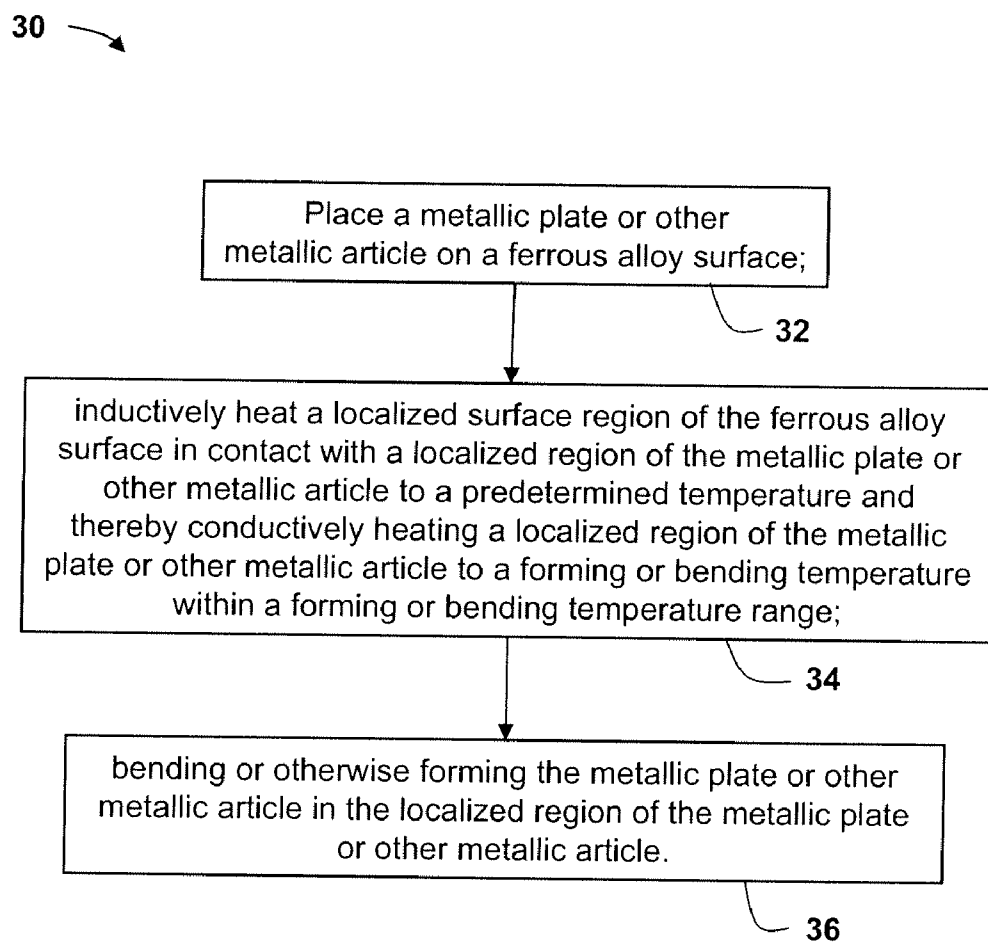 30
Place a metallic plate or other
metallic article on a ferrous alloy surface;
32
inductively heat a localized surface region of the ferrous alloy
surface in contact with a localized region of the metallic plate or
other metallic article to a predetermined temperature and
thereby conductively heating a localized region of the metallic
plate or other metallic article to a forming or bending temperature
within a forming or bending temperature range;
34
bending or otherwise forming the metallic plate or other
metallic article in the localized region of the metallic plate
or other metallic article.
36